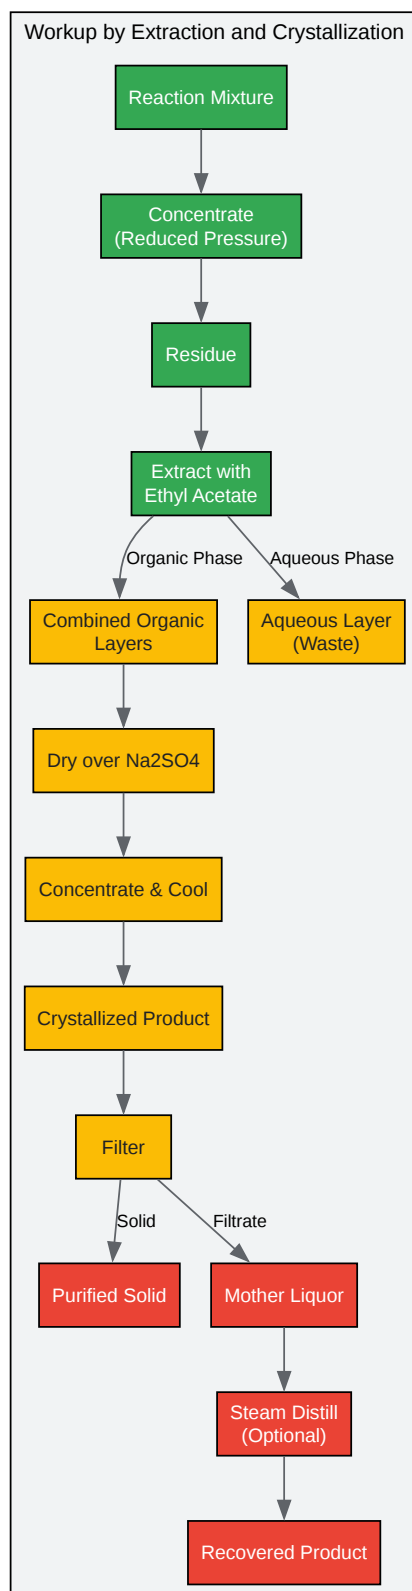 Workup by Extraction and Crystallization
Reaction Mixture
Concentrate
(Reduced Pressure)
Residue
Extract with
Ethyl Acetate
Organic Phase
Aqueous Phase
Combined Organic
Layers
Aqueous Layer
(Waste)
Dry over Na2SO4
Concentrate & Cool
Crystallized Product
Filter
Solid
Filtrate
Purified Solid
Mother Liquor
Steam Distill
(Optional)
Recovered Product